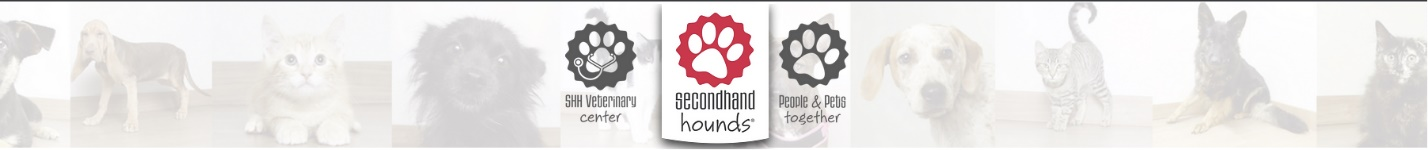 SHH Veterinary
center
secondhand
hounds®
People & Pets
together